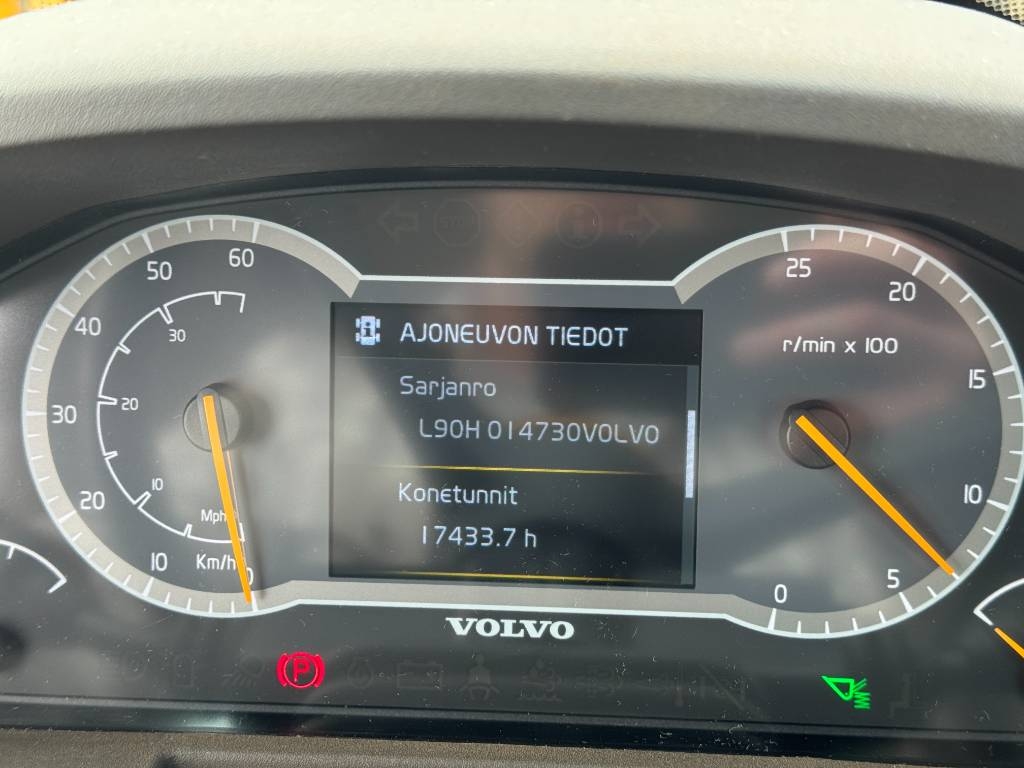 60
50
40
30
20
10
0
30
20
10
Mph
Km/h
AJONEUVON TIEDOT
Sarjanro
L90H 014730VOLVO
Konetunnit
17433.7 h
25
20
r/min x 100
15
10
5
0
VOLVO
P